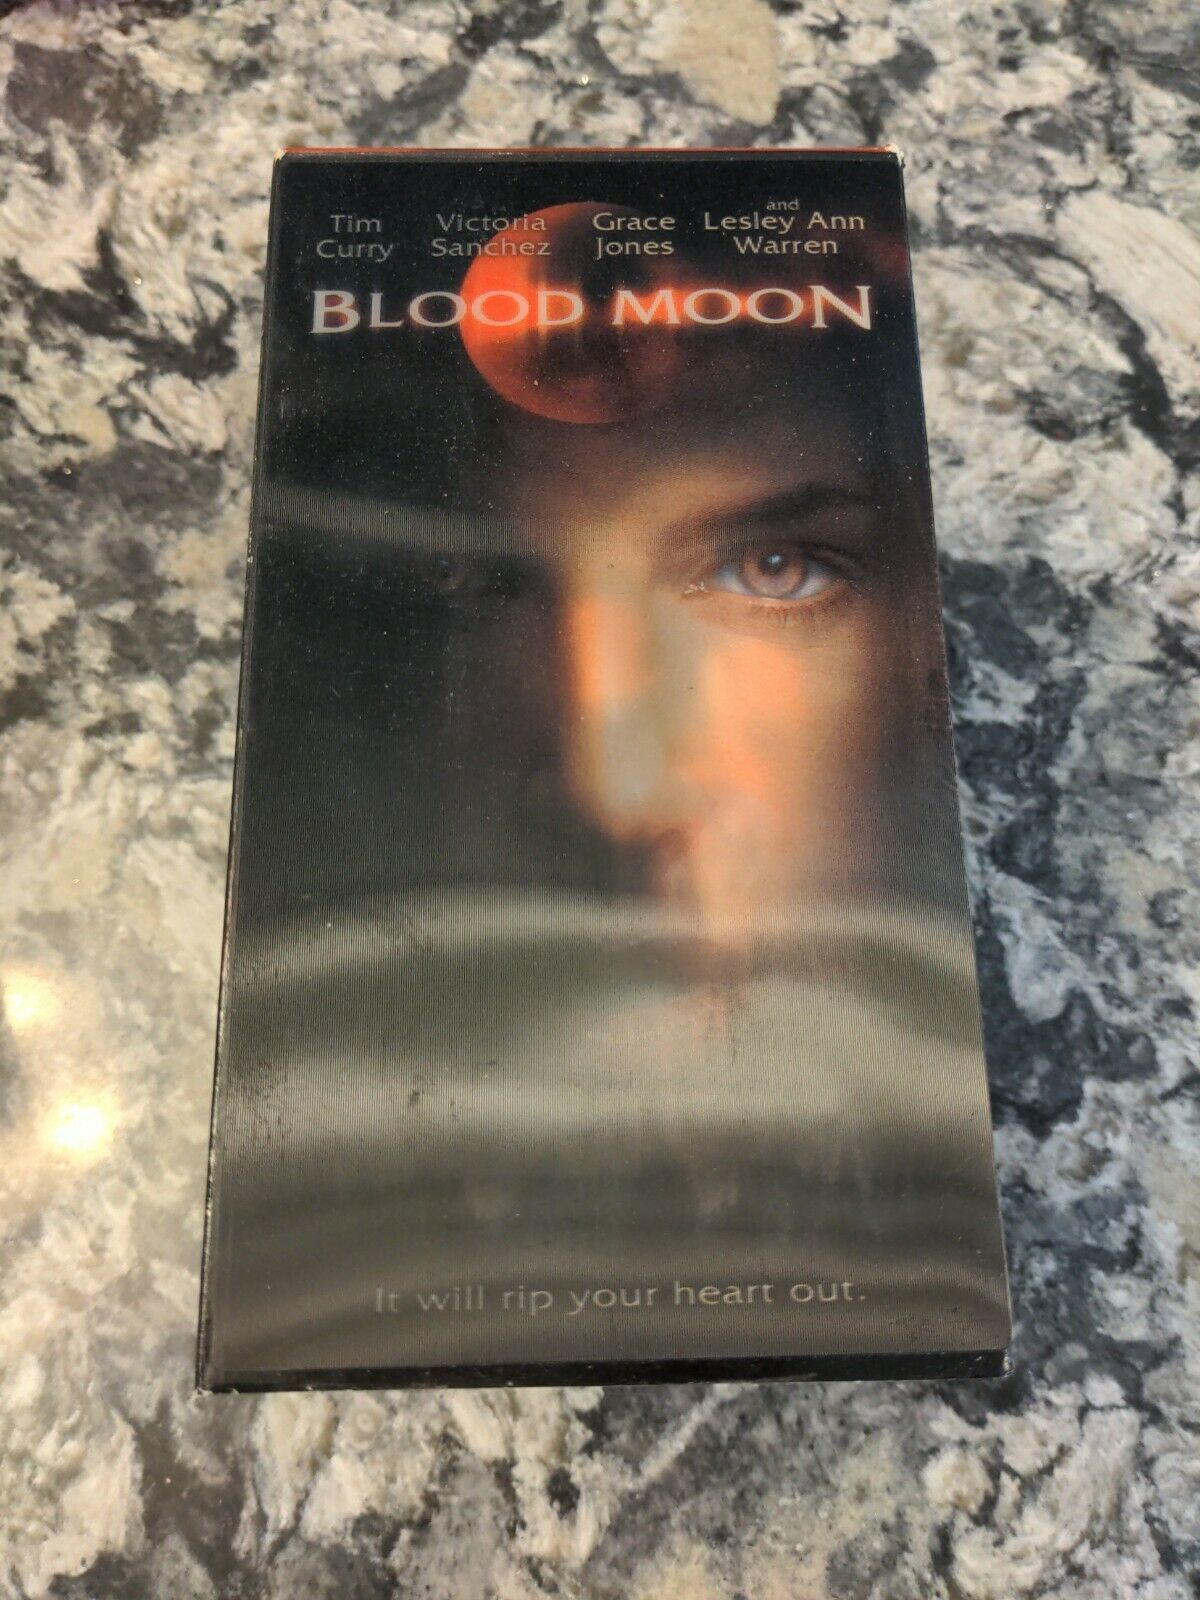 and
Tim Victoria Grace Lesley Ann
Curry Sanchez Jones Warren
BLOOD MOON
It will rip your heart out.